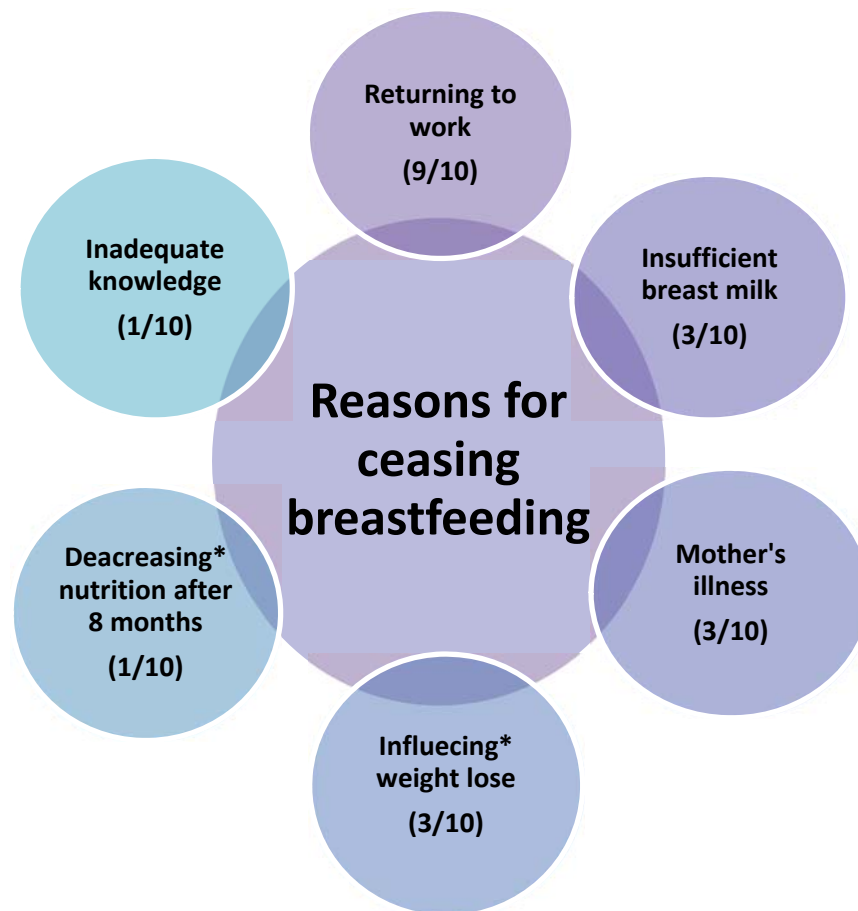 Returning to
work
(9/10)
Inadequate
knowledge
(1/10)
Insufficient
breast milk
(3/10)
Reasons for
ceasing
breastfeeding
Deacreasing*
nutrition after
8 months
(1/10)
Mother's
illness
(3/10)
Influecing*
weight lose
(3/10)